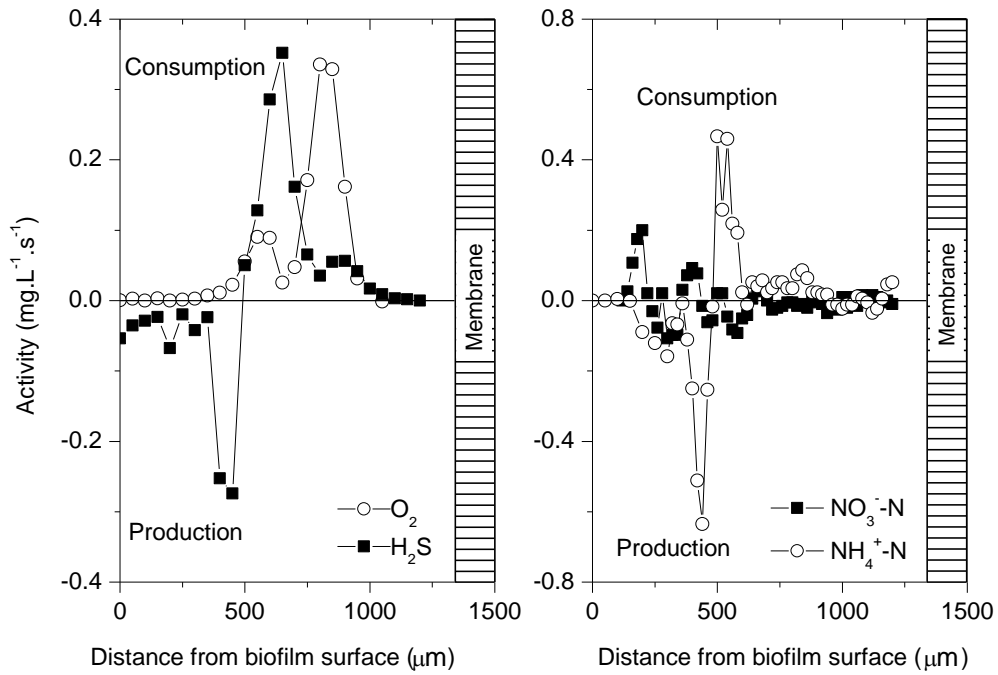 0.4
0.2
0.0
-0.2
-0.4
Activity (mg.L⁻¹.s⁻¹)
Consumption
Production
O₂
H₂S
Membrane
0 500 1000 1500
Distance from biofilm surface (μm)
0.8
0.4
0.0
-0.4
-0.8
Consumption
Production
NO₃⁻-N
NH₄⁺-N
Membrane
0 500 1000 1500
Distance from biofilm surface (μm)